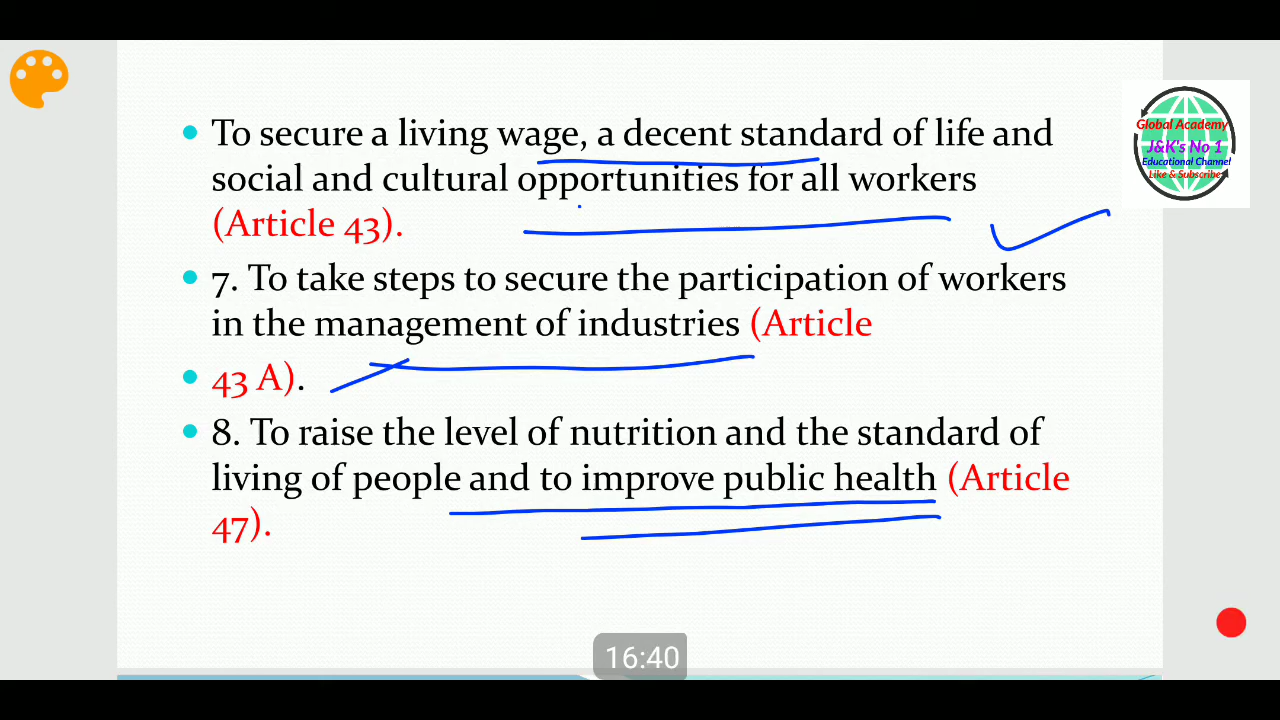 To secure a living wage, a decent standard of life and
social and cultural opportunities for all workers
(Article 43).
7. To take steps to secure the participation of workers
in the management of industries (Article
43 A).
8. To raise the level of nutrition and the standard of
living of people and to improve public health (Article
47).
Global Academy
J&K's No 1
Educational Channel
Like & Subscribe
16:40